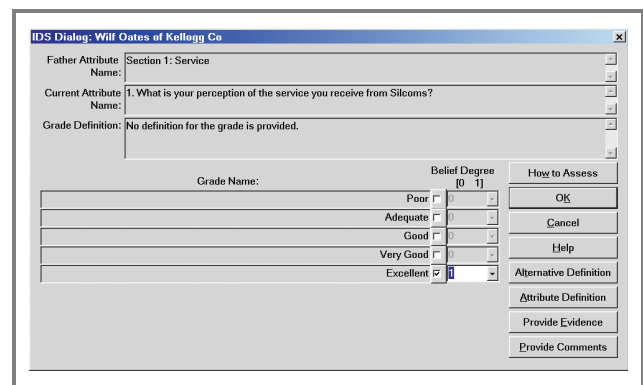 IDS Dialog: Wilf Oates of Kellogg Co
Father Attribute Name: Section 1: Service
Current Attribute Name: 1. What is your perception of the service you receive from Silcoms?
Grade Definition: No definition for the grade is provided.
Grade Name: Belief Degree [0 1]
Poor 0
Adequate 0
Good 0
Very Good 0
Excellent 1
How to Assess
OK
Cancel
Help
Alternative Definition
Attribute Definition
Provide Evidence
Provide Comments